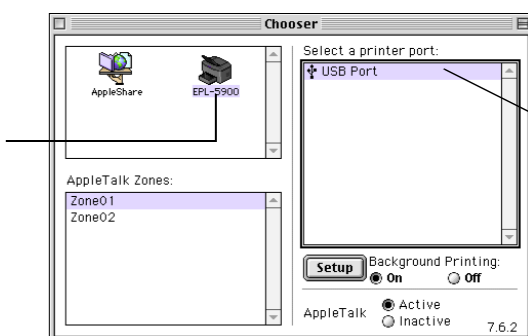 Chooser
AppleShare
EPL-5900
AppleTalk Zones:
Zone01
Zone02
Select a printer port:
USB Port
Setup
Background Printing:
On Off
AppleTalk
Active
Inactive
7.6.2